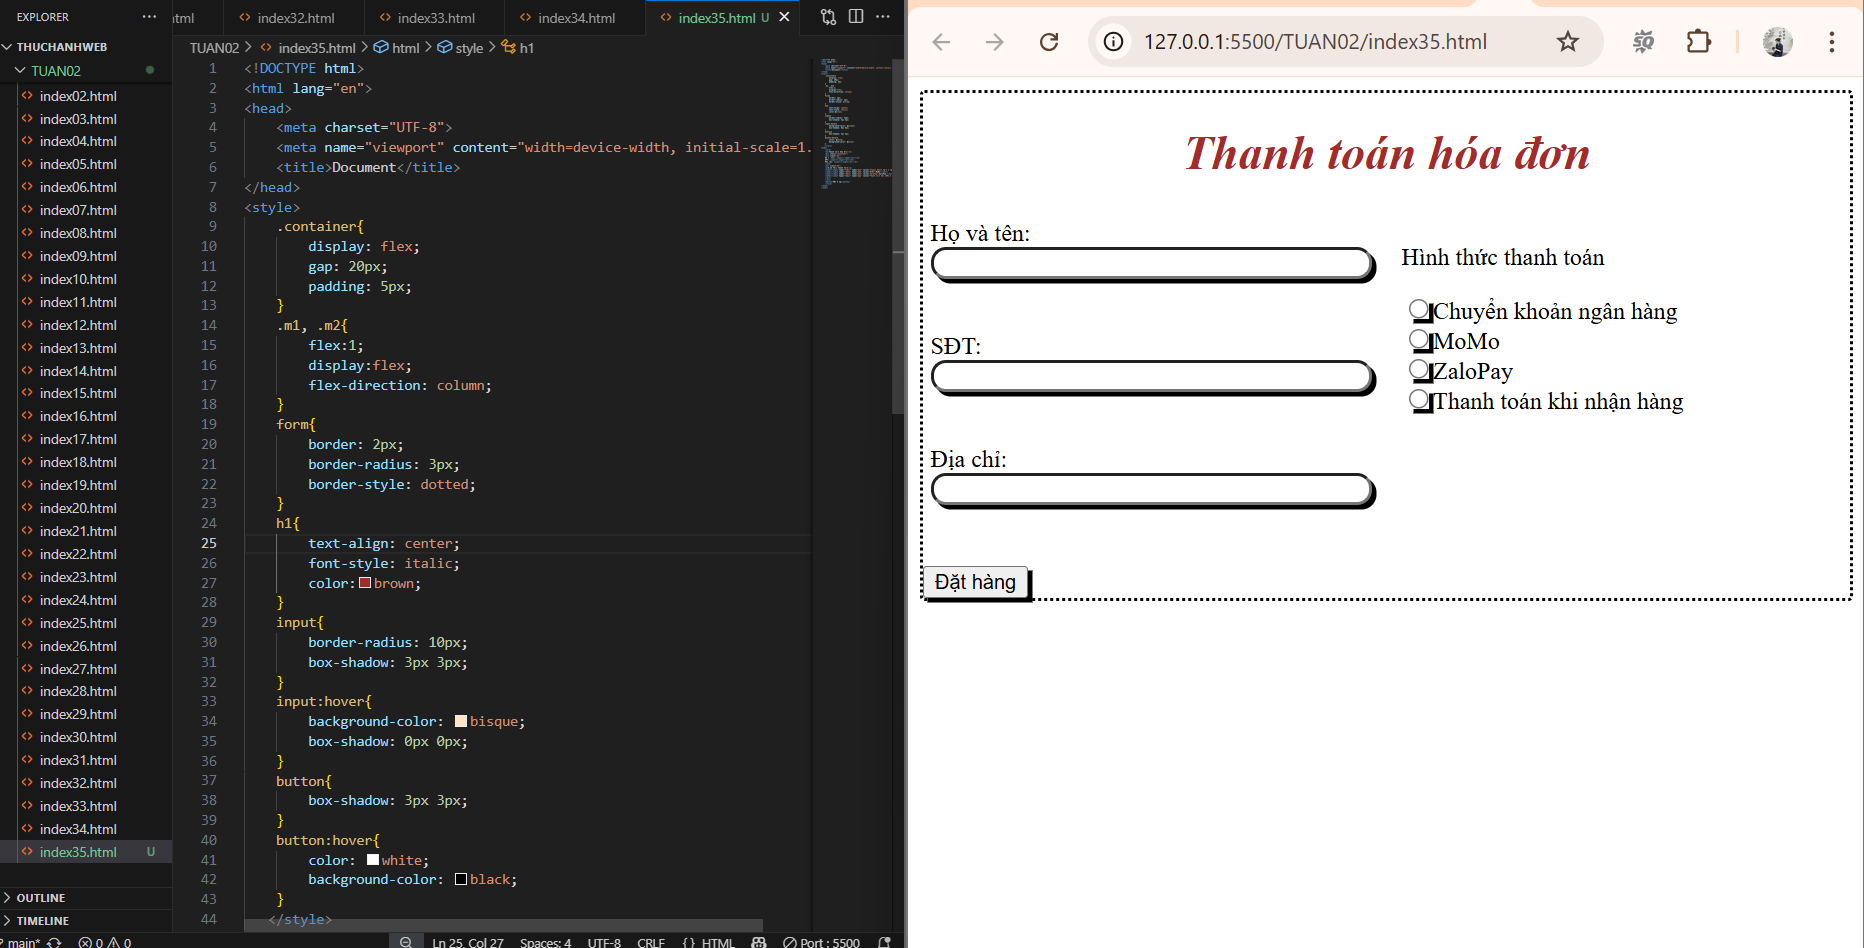 EXPLORER
THUCHANHWEB
TUAN02
index02.html
index03.html
index04.html
index05.html
index06.html
index07.html
index08.html
index09.html
index10.html
index11.html
index12.html
index13.html
index14.html
index15.html
index16.html
index17.html
index18.html
index19.html
index20.html
index21.html
index22.html
index23.html
index24.html
index25.html
index26.html
index27.html
index28.html
index29.html
index30.html
index31.html
index32.html
index33.html
index34.html
index35.html U
OUTLINE
TIMELINE
html index32.html index33.html index34.html index35.html U
TUAN02 > index35.html > html > style > h1
1 <!DOCTYPE html>
2 <html lang="en">
3 <head>
4 <meta charset="UTF-8">
5 <meta name="viewport" content="width=device-width, initial-scale=1.
6 <title>Document</title>
7 </head>
8 <style>
9 .container{
10 display: flex;
11 gap: 20px;
12 padding: 5px;
13 }
14 .m1, .m2{
15 flex:1;
16 display:flex;
17 flex-direction: column;
18 }
19 form{
20 border: 2px;
21 border-radius: 3px;
22 border-style: dotted;
23 }
24 h1{
25 text-align: center;
26 font-style: italic;
27 color:brown;
28 }
29 input{
30 border-radius: 10px;
31 box-shadow: 3px 3px;
32 }
33 input:hover{
34 background-color: bisque;
35 box-shadow: 0px 0px;
36 }
37 button{
38 box-shadow: 3px 3px;
39 }
40 button:hover{
41 color: white;
42 background-color: black;
43 }
44 </style>
main* 0 0 Ln 25, Col 27 Spaces: 4 UTF-8 CRLF {} HTML Port : 5500
127.0.0.1:5500/TUAN02/index35.html
Thanh toán hóa đơn
Họ và tên:
SĐT:
Địa chỉ:
Đặt hàng
Hình thức thanh toán
Chuyển khoản ngân hàng
MoMo
ZaloPay
Thanh toán khi nhận hàng